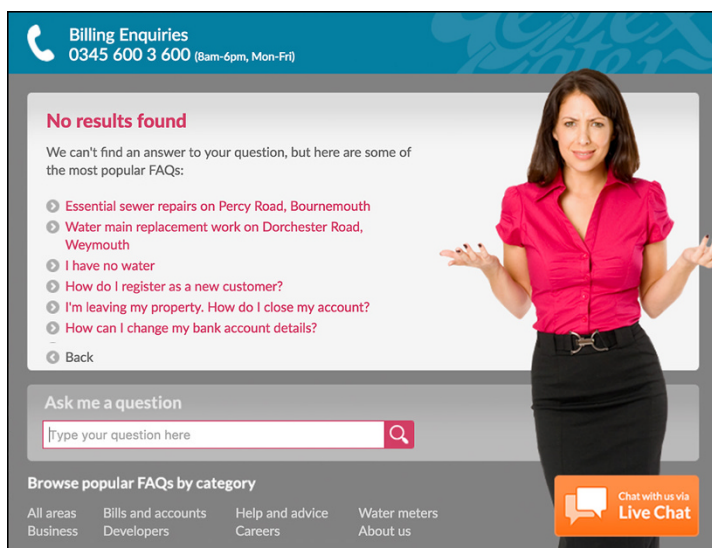 Billing Enquiries
0345 600 3 600 (8am-6pm, Mon-Fri)
No results found
We can't find an answer to your question, but here are some of
the most popular FAQs:
Essential sewer repairs on Percy Road, Bournemouth
Water main replacement work on Dorchester Road,
Weymouth
I have no water
How do I register as a new customer?
I'm leaving my property. How do I close my account?
How can I change my bank account details?
Back
Ask me a question
Type your question here
Browse popular FAQs by category
All areas Bills and accounts Help and advice Water meters
Business Developers Careers About us
Chat with us via
Live Chat